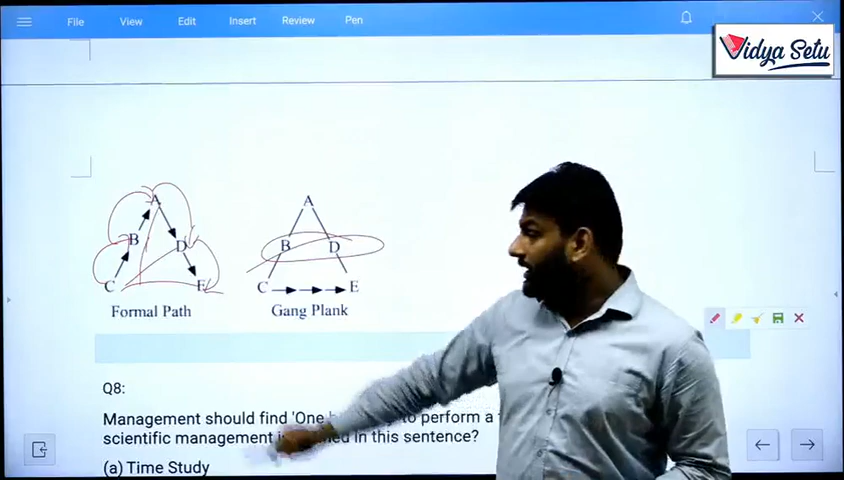 File View Edit Insert Review Pen
Vidya Setu
A
B D
C E
Formal Path
A
B D
C E
Gang Plank
Q8:
Management should find 'One to perform a
scientific management in this sentence?
(a) Time Study